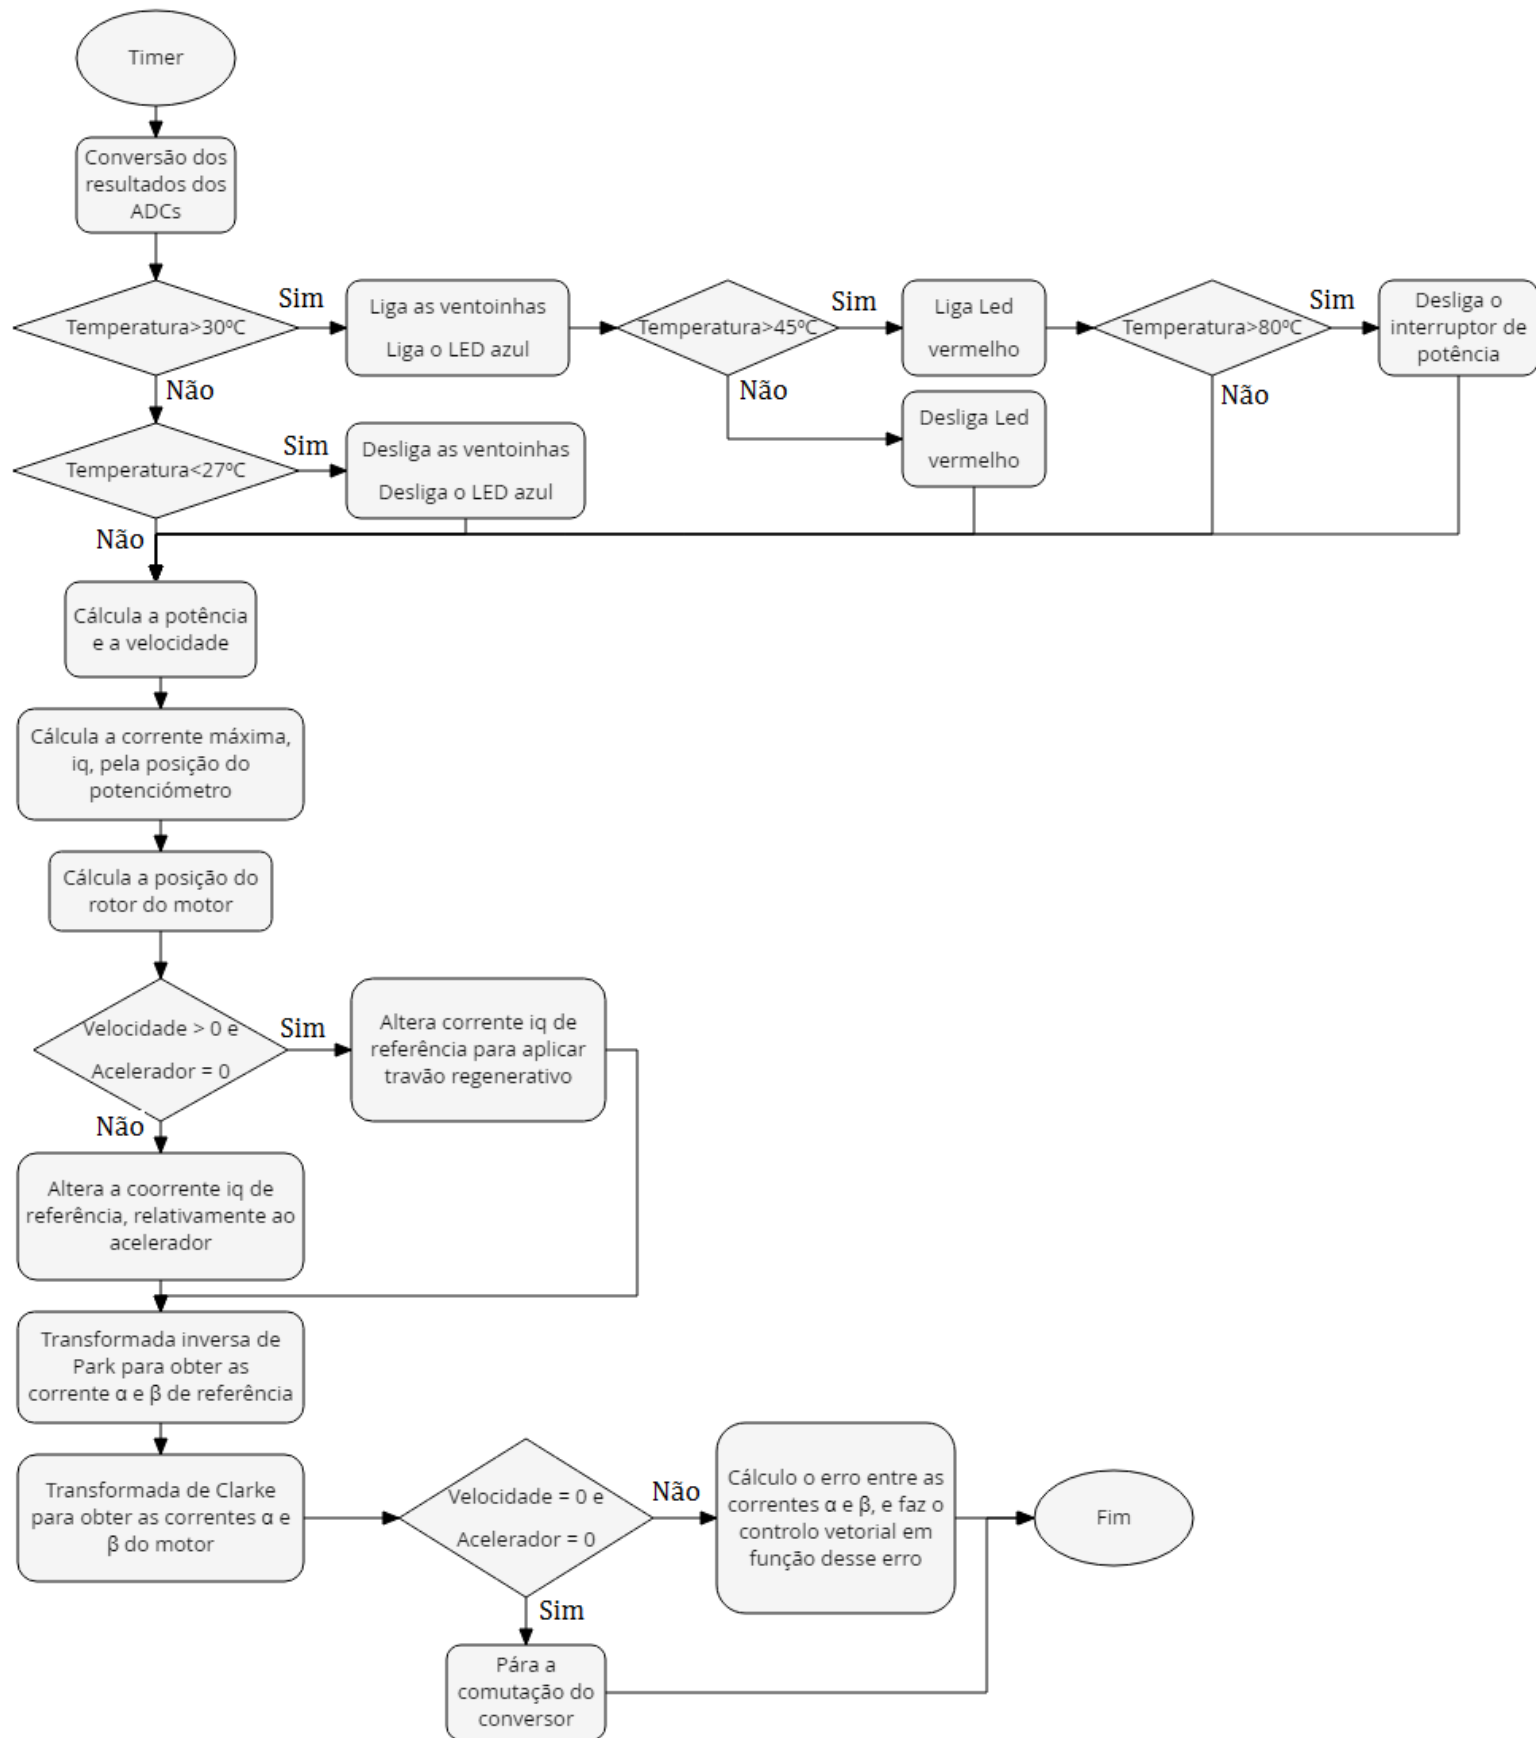 Timer
Conversão dos
resultados dos
ADCs
Temperatura>30ºC
Sim
Liga as ventoinhas
Liga o LED azul
Temperatura>45ºC
Sim
Liga Led
vermelho
Temperatura>80ºC
Sim
Desliga o
interruptor de
potência
Não
Não
Não
Desliga Led
vermelho
Temperatura<27ºC
Sim
Desliga as ventoinhas
Desliga o LED azul
Não
Cálcula a potência
e a velocidade
Cálcula a corrente máxima,
iq, pela posição do
potenciómetro
Cálcula a posição do
rotor do motor
Velocidade > 0 e
Acelerador = 0
Sim
Altera corrente iq de
referência para aplicar
travão regenerativo
Não
Altera a coorrente iq de
referência, relativamente ao
acelerador
Transformada inversa de
Park para obter as
corrente α e β de referência
Transformada de Clarke
para obter as correntes α e
β do motor
Velocidade = 0 e
Acelerador = 0
Não
Cálculo o erro entre as
correntes α e β, e faz o
controlo vetorial em
função desse erro
Fim
Sim
Pára a
comutação do
conversor